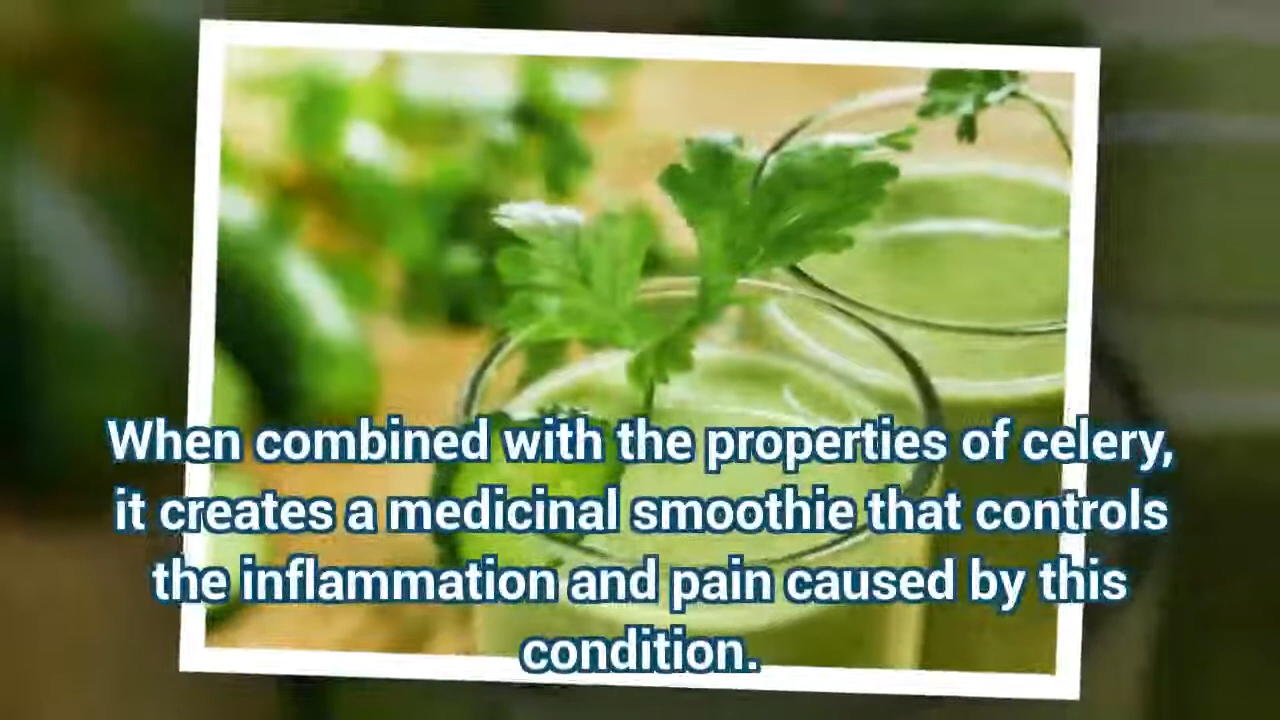 When combined with the properties of celery,
it creates a medicinal smoothie that controls
the inflammation and pain caused by this
condition.